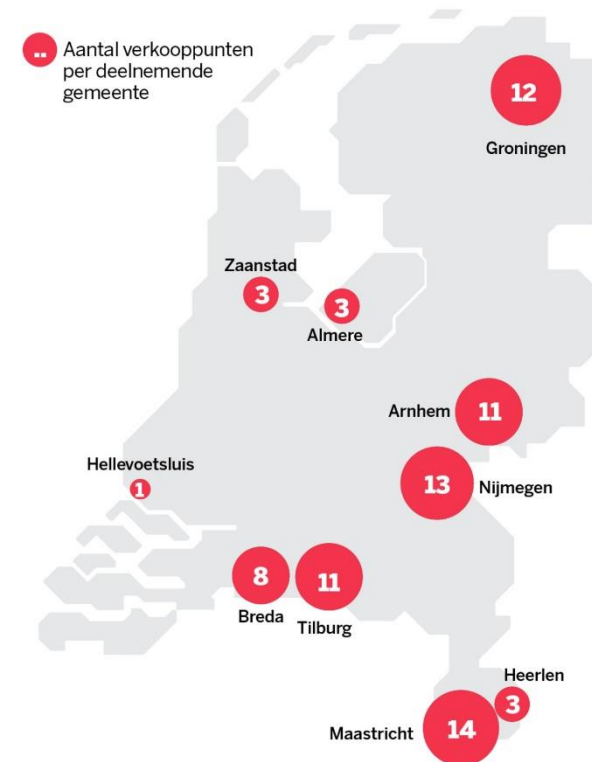 ..
Aantal verkooppunten
per deelnemende
gemeente
12
Groningen
Zaanstad
3
3
Almere
Arnhem
11
Hellevoetsluis
1
13
Nijmegen
8
11
Breda
Tilburg
Heerlen
3
Maastricht
14